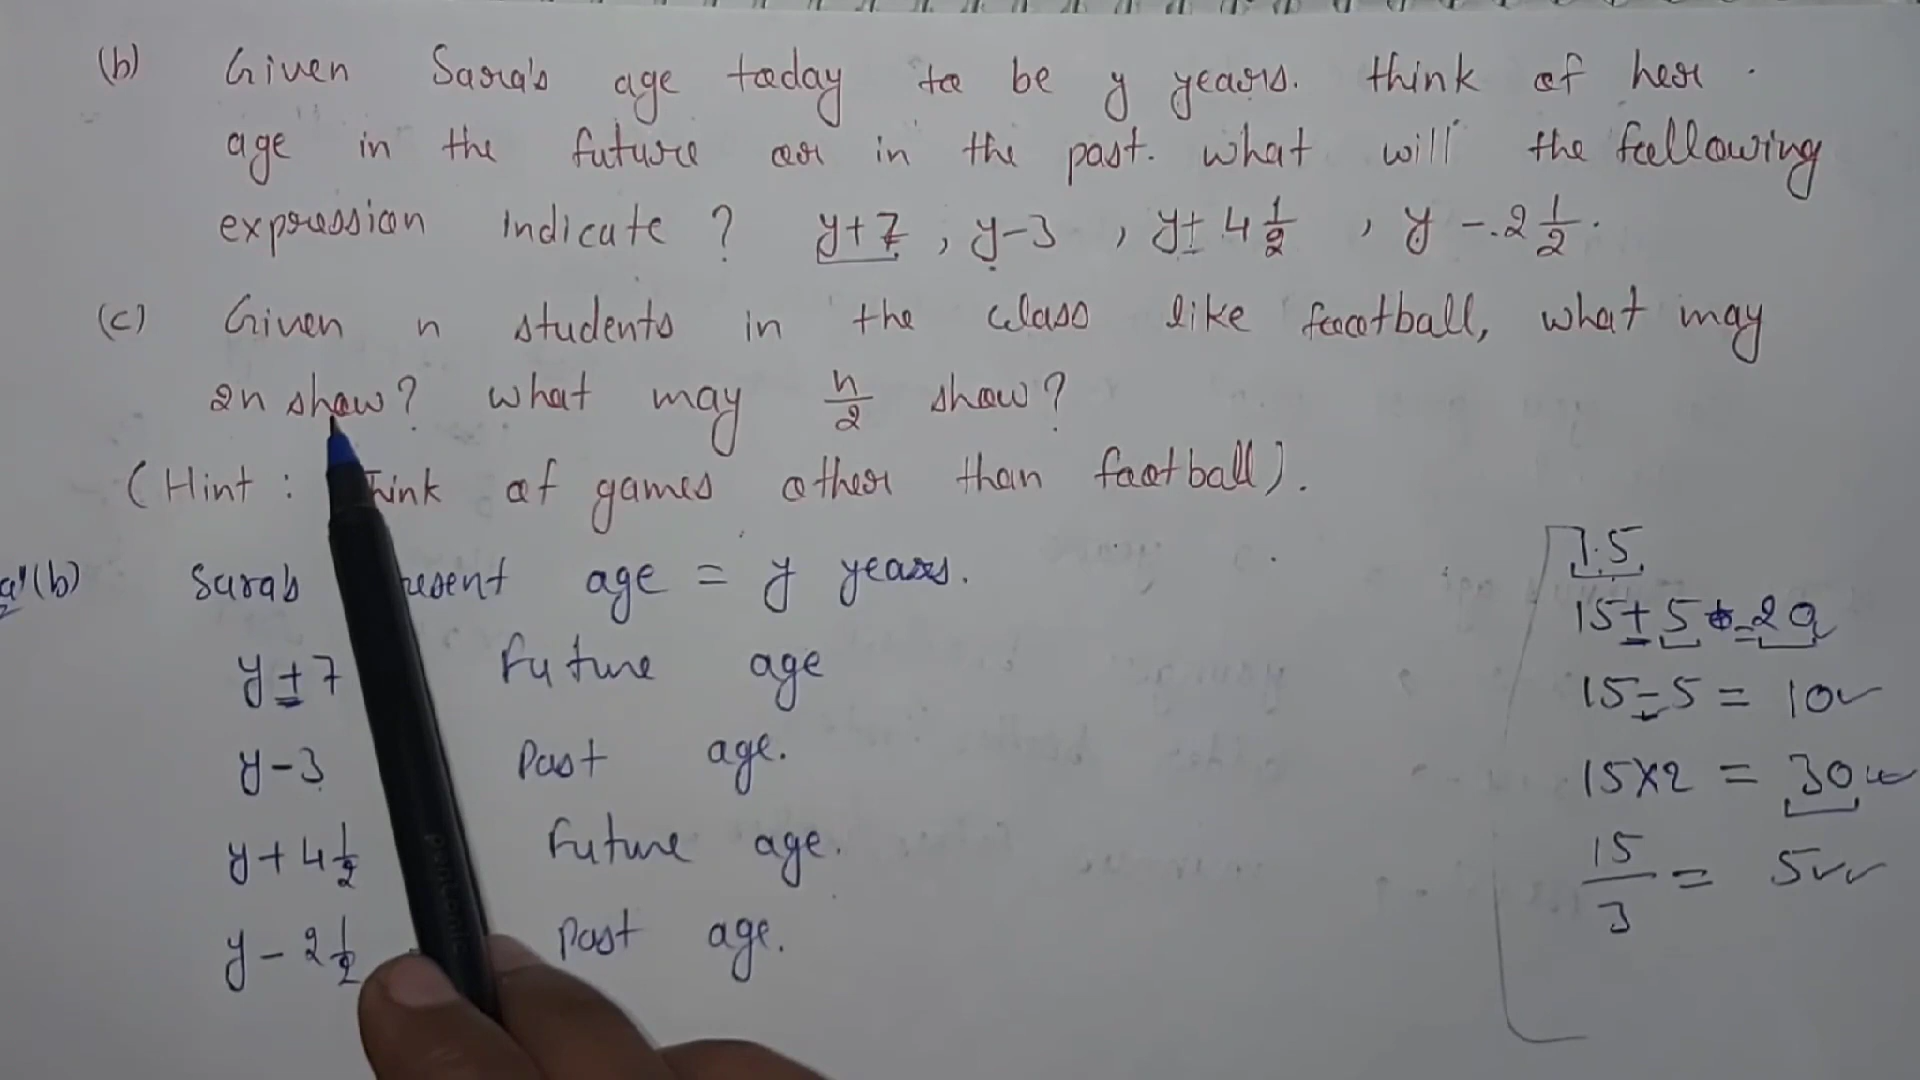 (b) Given Sara's age today to be y years. think of her
age in the future or in the past. what will the following
expression indicate ? y+7 , y-3 , y+ 4 1/2 , y - 2 1/2 .
(c) Given n students in the class like football, what may
2n show? what may n/2 show?
(Hint : Think of games other than football).
(b) Sara's present age = y years.
y+7 Future age
y-3 Past age.
y+4 1/2 Future age.
y-2 1/2 past age.
15
15+5=20
15-5=10
15x2=30
15/3=5